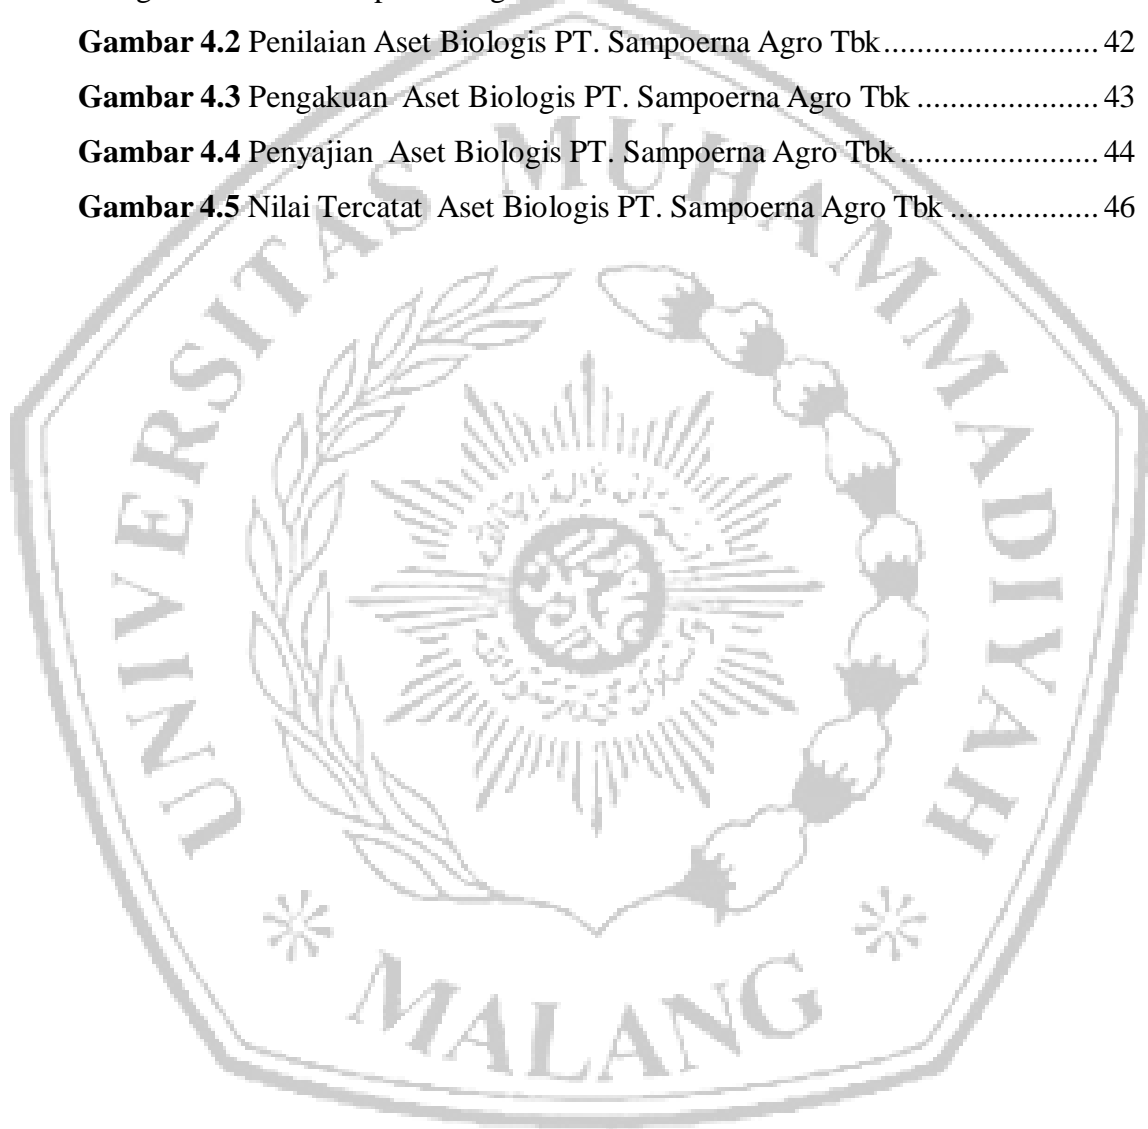 Gambar 4.2 Penilaian Aset Biologis PT. Sampoerna Agro Tbk........................... 42
Gambar 4.3 Pengakuan  Aset Biologis PT. Sampoerna Agro Tbk ....................... 43
Gambar 4.4 Penyajian  Aset Biologis PT. Sampoerna Agro Tbk......................... 44
Gambar 4.5 Nilai Tercatat  Aset Biologis PT. Sampoerna Agro Tbk ................... 46
UNIVERSITAS MUHAMMADIYAH
MALANG